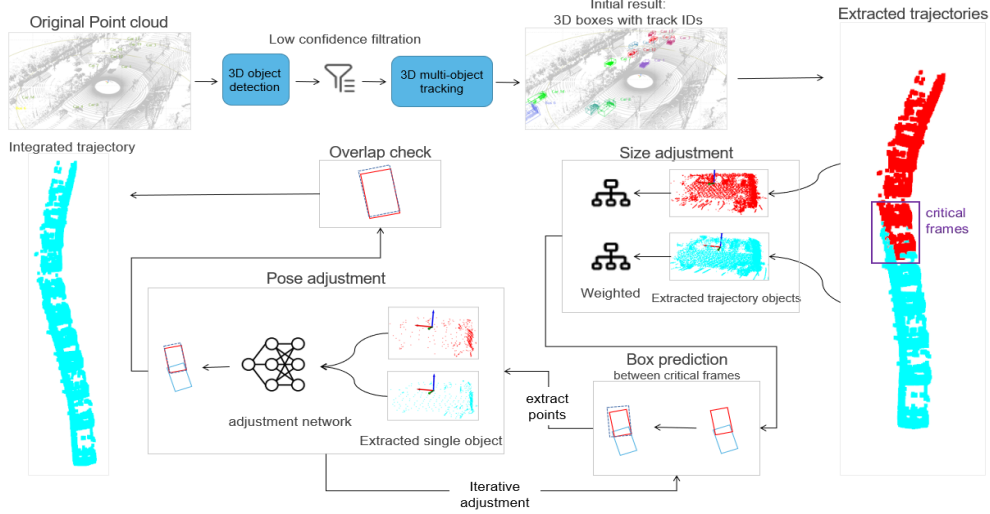 Original Point cloud
Low confidence filtration
3D object
detection
3D multi-object
tracking
Initial result:
3D boxes with track IDs
Extracted trajectories
Integrated trajectory
Overlap check
Size adjustment
critical
frames
Weighted
Extracted trajectory objects
Pose adjustment
adjustment network
Extracted single object
extract
points
Box prediction
between critical frames
Iterative
adjustment